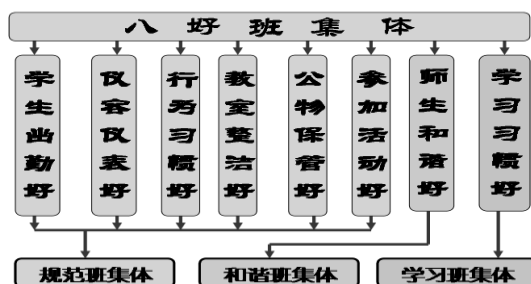 八好班集体
学生出勤好
仪容仪表好
行为习惯好
教室整洁好
公物保管好
参加活动好
师生和谐好
学习习惯好
规范班集体
和谐班集体
学习班集体